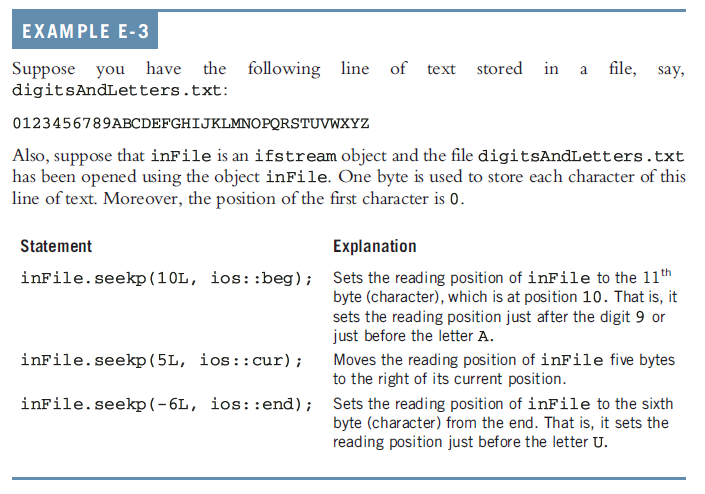 EXAMPLE E-3
Suppose you have the following line of text stored in a file, say,
digitsAndLetters.txt:
0123456789ABCDEFGHIJKLMNOPQRSTUVWXYZ
Also, suppose that inFile is an ifstream object and the file digitsAndLetters.txt
has been opened using the object inFile. One byte is used to store each character of this
line of text. Moreover, the position of the first character is 0.
Statement Explanation
inFile.seekp(10L, ios::beg); Sets the reading position of inFile to the 11th
byte (character), which is at position 10. That is, it
sets the reading position just after the digit 9 or
just before the letter A.
inFile.seekp(5L, ios::cur); Moves the reading position of inFile five bytes
to the right of its current position.
inFile.seekp(-6L, ios::end); Sets the reading position of inFile to the sixth
byte (character) from the end. That is, it sets the
reading position just before the letter U.